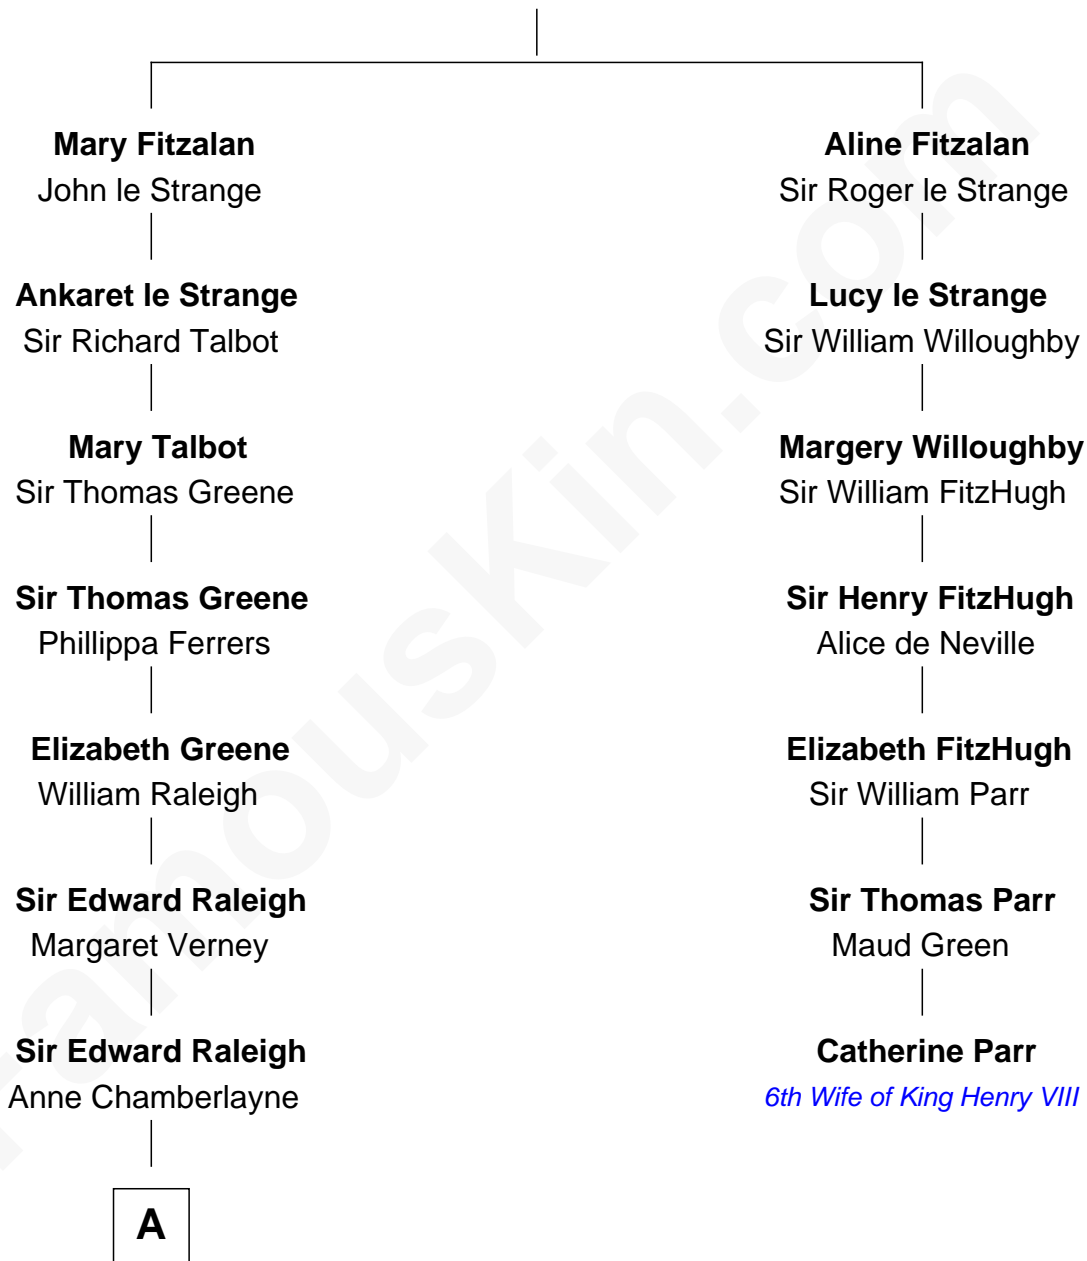 Mary Fitzalan
John le Strange
Ankaret le Strange
Sir Richard Talbot
Mary Talbot
Sir Thomas Greene
Sir Thomas Greene
Phillippa Ferrers
Elizabeth Greene
William Raleigh
Sir Edward Raleigh
Margaret Verney
Sir Edward Raleigh
Anne Chamberlayne
A
Aline Fitzalan
Sir Roger le Strange
Lucy le Strange
Sir William Willoughby
Margery Willoughby
Sir William FitzHugh
Sir Henry FitzHugh
Alice de Neville
Elizabeth FitzHugh
Sir William Parr
Sir Thomas Parr
Maud Green
Catherine Parr
6th Wife of King Henry VIII
FamousKin.com